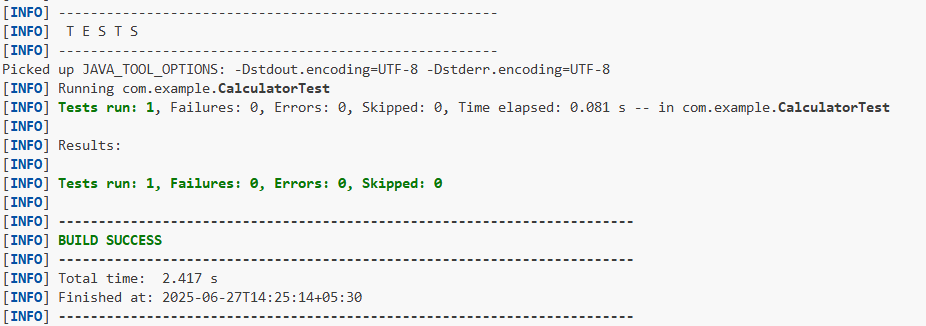 [INFO] -------------------------------------------------------
[INFO]  T E S T S
[INFO] -------------------------------------------------------
Picked up JAVA_TOOL_OPTIONS: -Dstdout.encoding=UTF-8 -Dstderr.encoding=UTF-8
[INFO] Running com.example.CalculatorTest
[INFO] Tests run: 1, Failures: 0, Errors: 0, Skipped: 0, Time elapsed: 0.081 s -- in com.example.CalculatorTest
[INFO]
[INFO] Results:
[INFO]
[INFO] Tests run: 1, Failures: 0, Errors: 0, Skipped: 0
[INFO]
[INFO] ------------------------------------------------------------------------
[INFO] BUILD SUCCESS
[INFO] ------------------------------------------------------------------------
[INFO] Total time:  2.417 s
[INFO] Finished at: 2025-06-27T14:25:14+05:30
[INFO] ------------------------------------------------------------------------